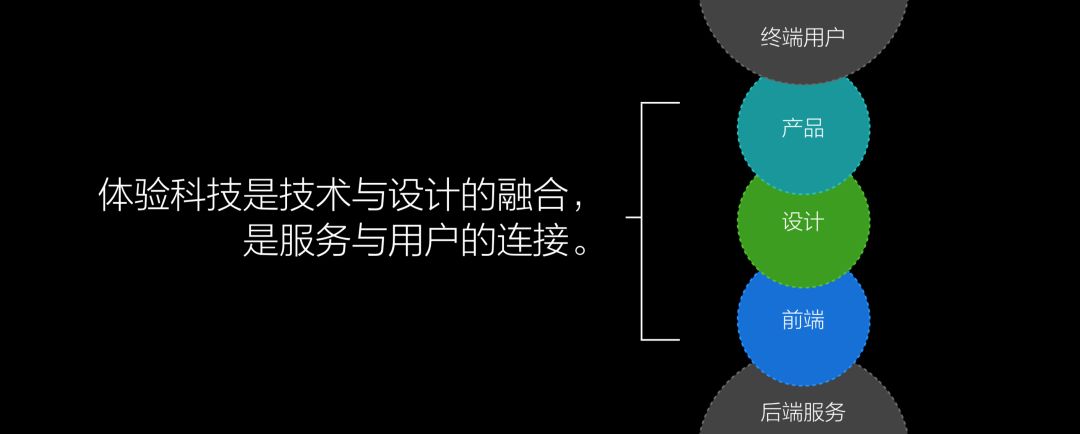 体验科技是技术与设计的融合，
是服务与用户的连接。
终端用户
产品
设计
前端
后端服务